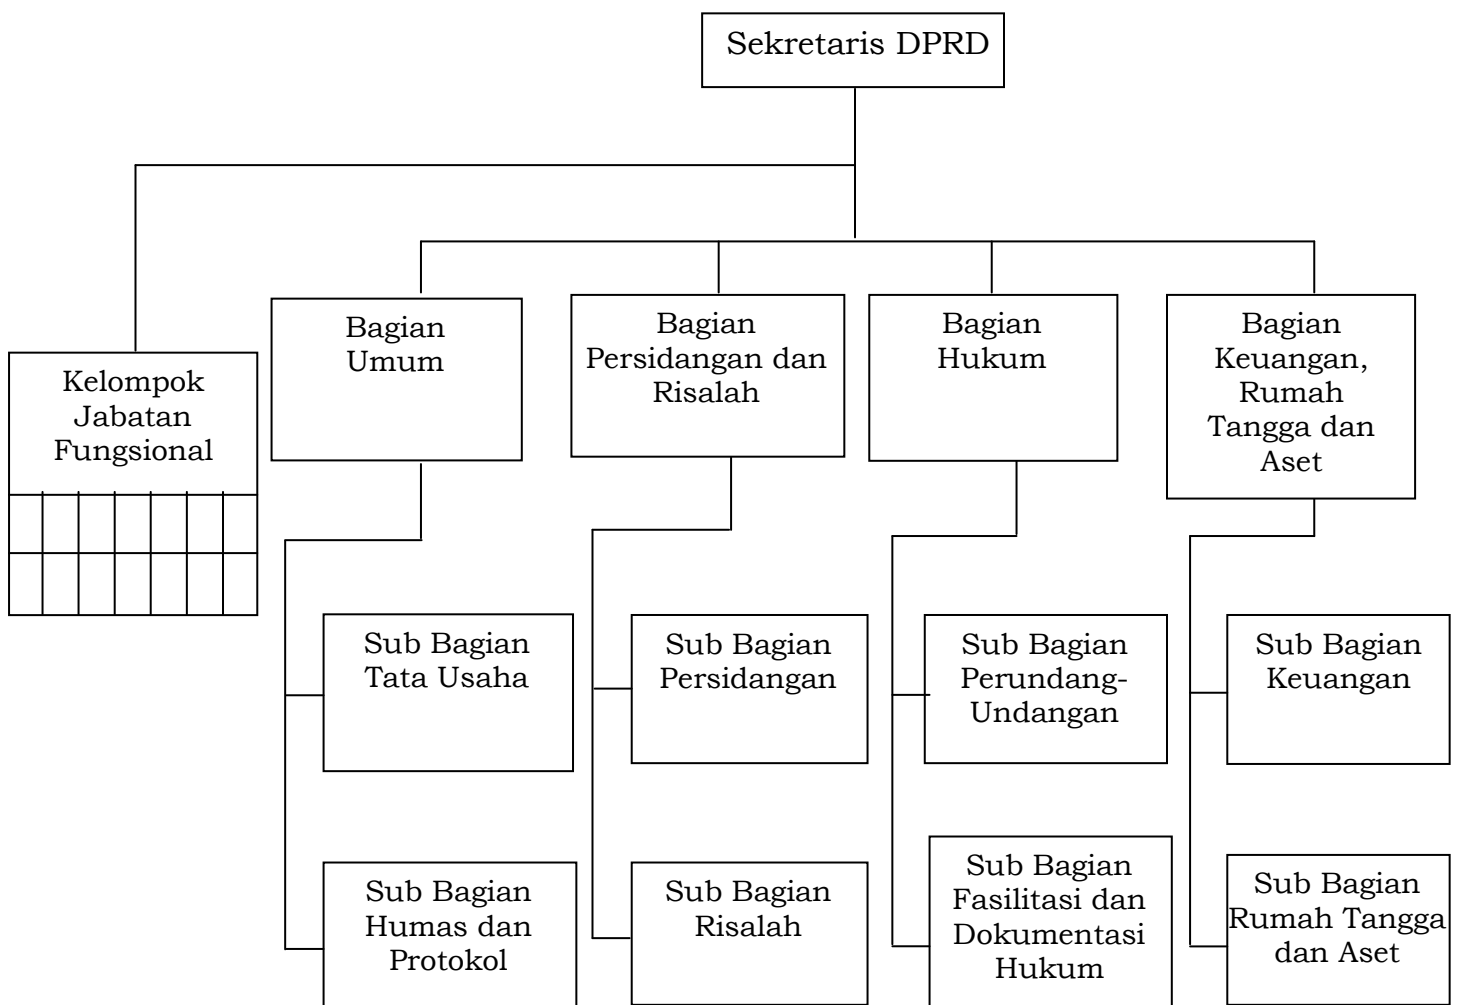 Sekretaris DPRD
Kelompok
Jabatan
Fungsional
Bagian
Umum
Bagian
Persidangan dan
Risalah
Bagian
Hukum
Bagian
Keuangan,
Rumah
Tangga dan
Aset
Sub Bagian
Tata Usaha
Sub Bagian
Persidangan
Sub Bagian
Perundang-
Undangan
Sub Bagian
Keuangan
Sub Bagian
Humas dan
Protokol
Sub Bagian
Risalah
Sub Bagian
Fasilitasi dan
Dokumentasi
Hukum
Sub Bagian
Rumah Tangga
dan Aset